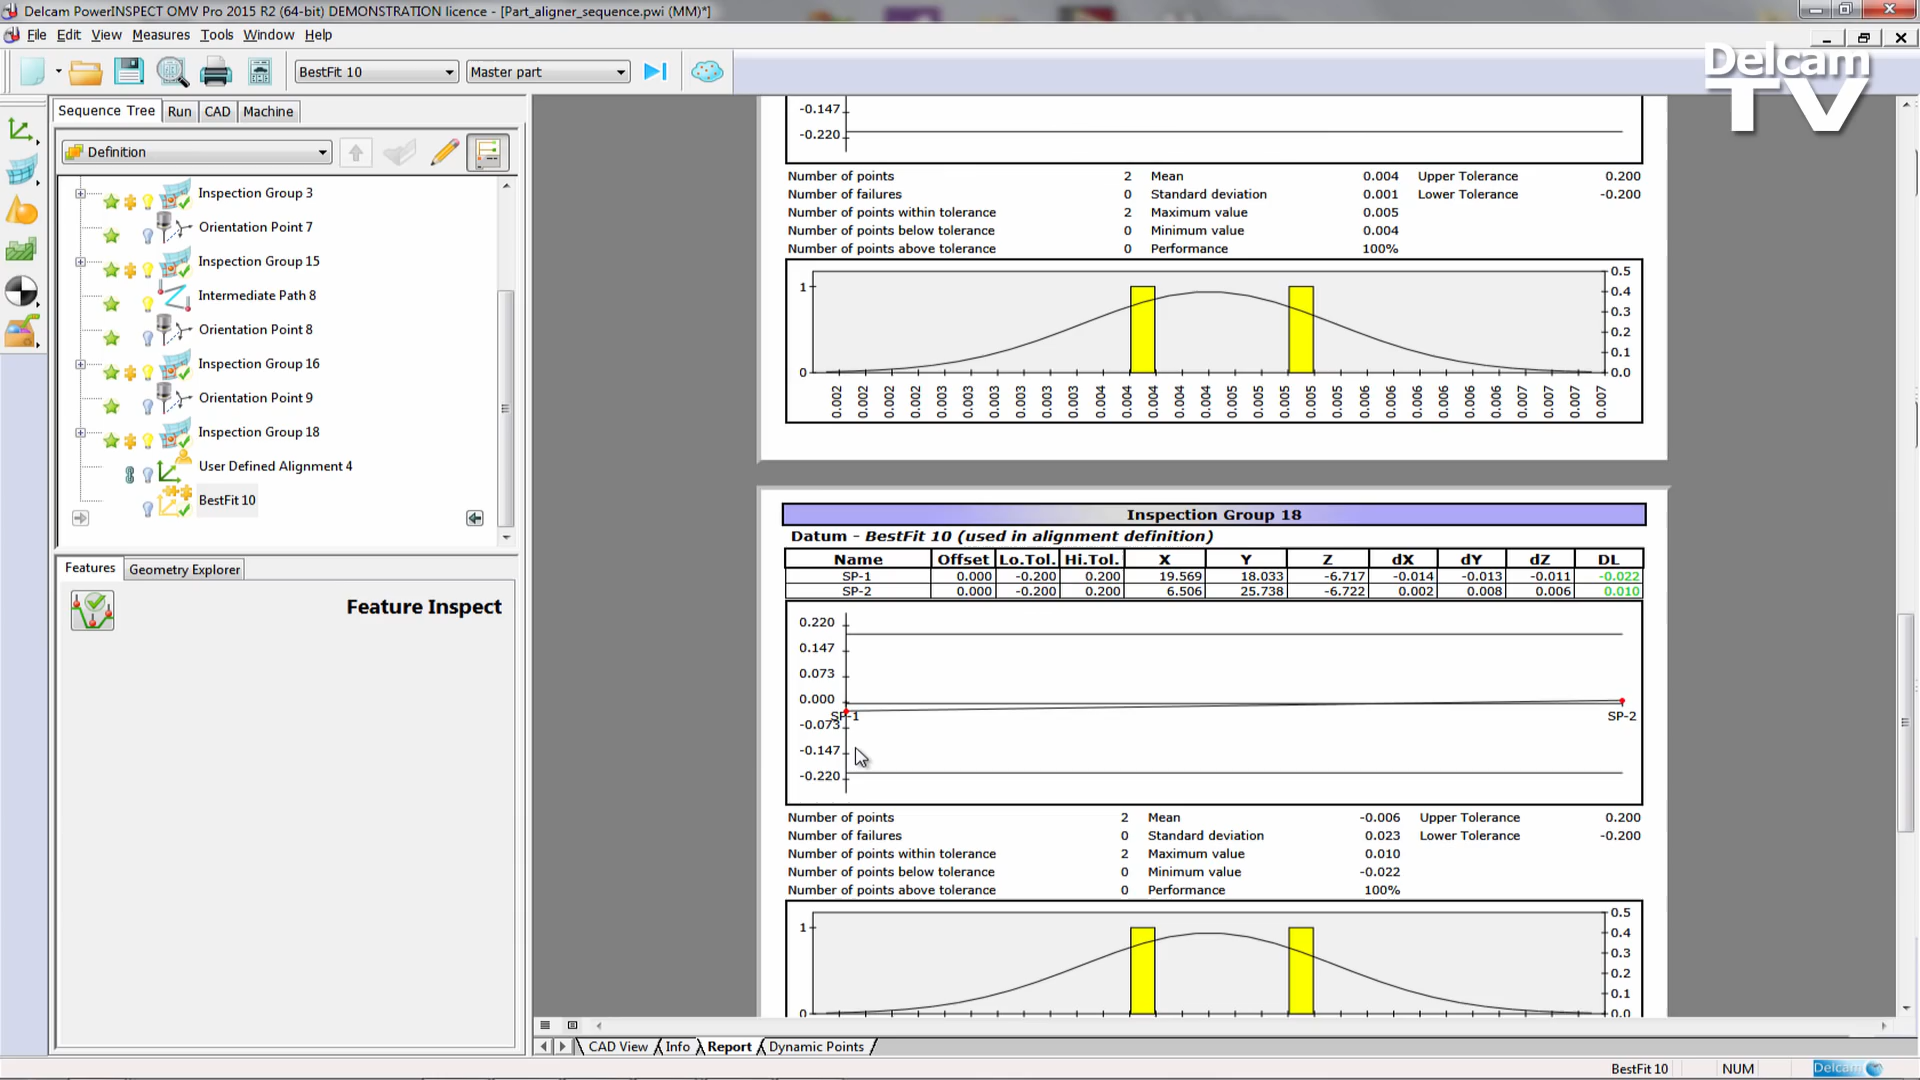 Delcam PowerINSPECT OMV Pro 2015 R2 (64-bit) DEMONSTRATION licence - [Part_aligner_sequence.pwi (MM)*]
File Edit View Measures Tools Window Help
Delcam
TV
BestFit 10 Master part
Sequence Tree Run CAD Machine
Definition
Inspection Group 3
Orientation Point 7
Inspection Group 15
Intermediate Path 8
Orientation Point 8
Inspection Group 16
Orientation Point 9
Inspection Group 18
User Defined Alignment 4
BestFit 10
Features Geometry Explorer
Feature Inspect
-0.147
-0.220
Number of points 2 Mean 0.004 Upper Tolerance 0.200
Number of failures 0 Standard deviation 0.001 Lower Tolerance -0.200
Number of points within tolerance 2 Maximum value 0.005
Number of points below tolerance 0 Minimum value 0.004
Number of points above tolerance 0 Performance 100%
1 0.5
0.4
0.3
0.2
0.1
0 0.0
0.002 0.002 0.002 0.002 0.003 0.003 0.003 0.003 0.003 0.003 0.004 0.004 0.004 0.004 0.004 0.005 0.005 0.005 0.005 0.005 0.006 0.006 0.006 0.006 0.006 0.006 0.007 0.007 0.007 0.007
Inspection Group 18
Datum - BestFit 10 (used in alignment definition)
Name Offset Lo.Tol. Hi.Tol. X Y Z dX dY dZ DL
SP-1 0.000 -0.200 0.200 19.569 18.033 -6.717 -0.014 -0.013 -0.011 -0.022
SP-2 0.000 -0.200 0.200 6.506 25.738 -6.722 0.002 0.008 0.006 0.010
0.220
0.147
0.073
0.000
SP-1 SP-2
-0.073
-0.147
-0.220
Number of points 2 Mean -0.006 Upper Tolerance 0.200
Number of failures 0 Standard deviation 0.023 Lower Tolerance -0.200
Number of points within tolerance 2 Maximum value 0.010
Number of points below tolerance 0 Minimum value -0.022
Number of points above tolerance 0 Performance 100%
1 0.5
0.4
0.3
0.2
0.1
0 0.0
CAD View Info Report Dynamic Points
BestFit 10 NUM Delcam